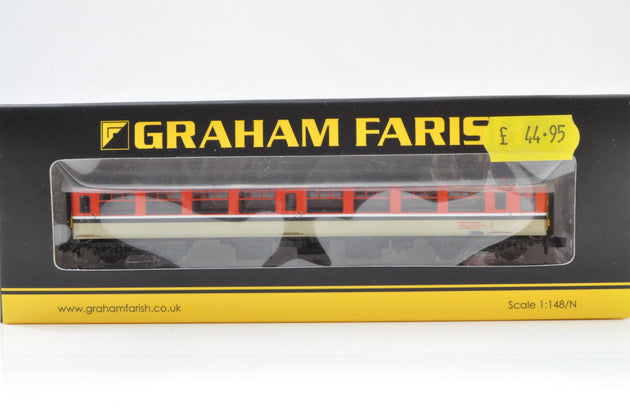 GRAHAM FARIS
£ 44.95
www.grahamfarish.co.uk
Scale 1:148/N